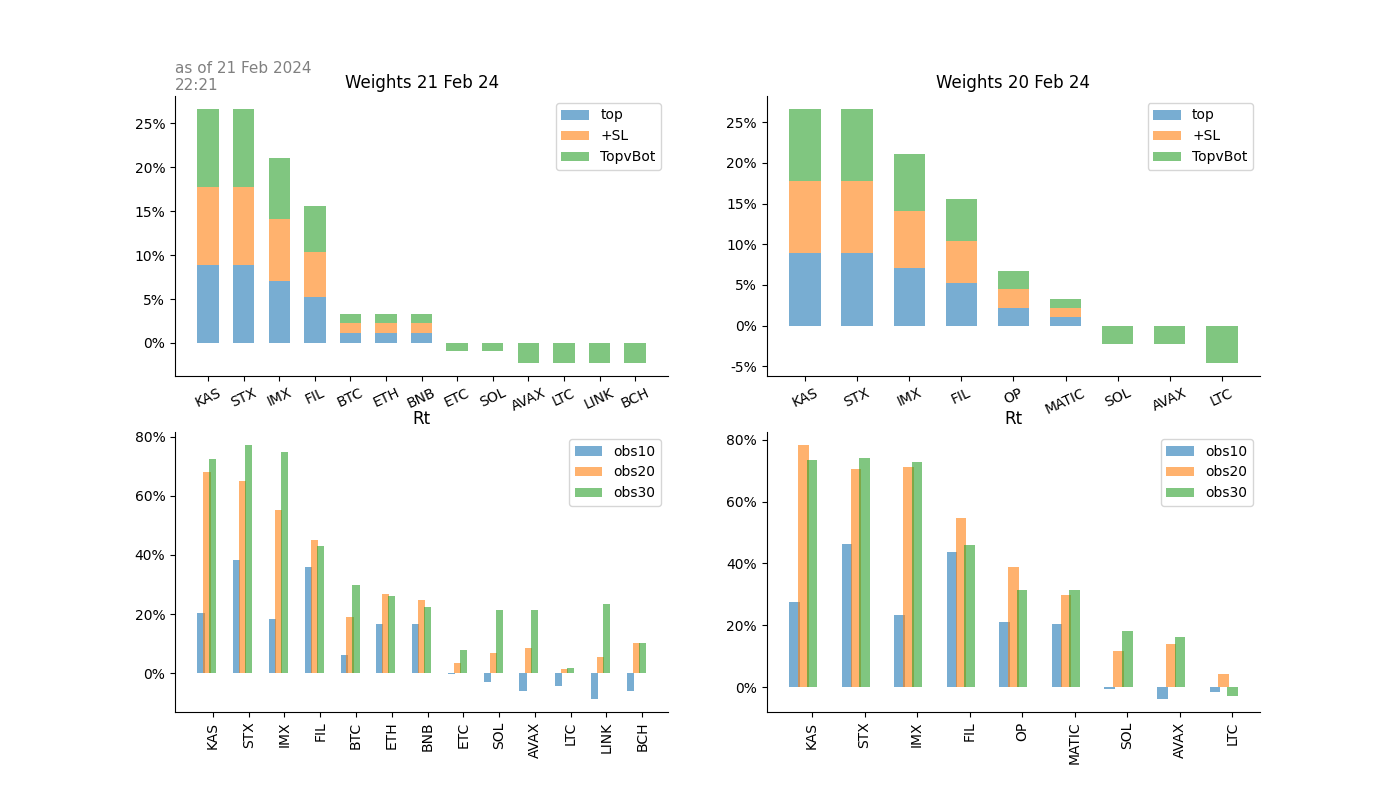 as of 21 Feb 2024
22:21
Weights 21 Feb 24
25%
20%
15%
10%
5%
0%
top
+SL
TopvBot
KAS STX IMX FIL BTC ETH BNB ETC SOL AVAX LTC LINK BCH
Weights 20 Feb 24
25%
20%
15%
10%
5%
0%
-5%
top
+SL
TopvBot
KAS STX IMX FIL OP MATIC SOL AVAX LTC
Rt
80%
60%
40%
20%
0%
obs10
obs20
obs30
KAS STX IMX FIL BTC ETH BNB ETC SOL AVAX LTC LINK BCH
Rt
80%
60%
40%
20%
0%
obs10
obs20
obs30
KAS STX IMX FIL OP MATIC SOL AVAX LTC